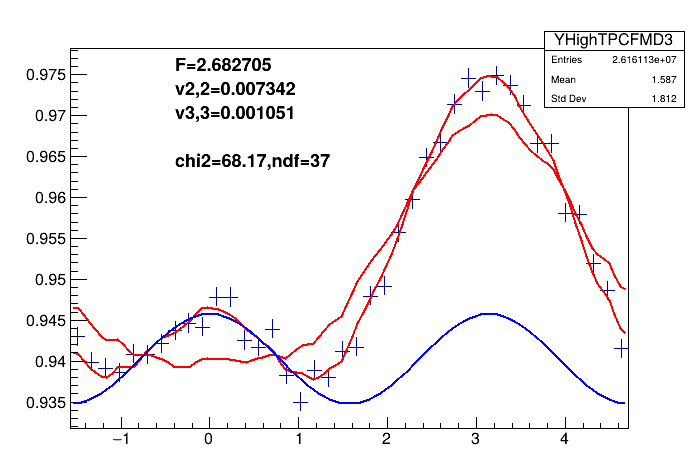 YHighTPCFMD3
Entries 2.616113e+07
Mean 1.587
Std Dev 1.812
F=2.682705
v2,2=0.007342
v3,3=0.001051
chi2=68.17,ndf=37
0.975
0.97
0.965
0.96
0.955
0.95
0.945
0.94
0.935
−1 0 1 2 3 4